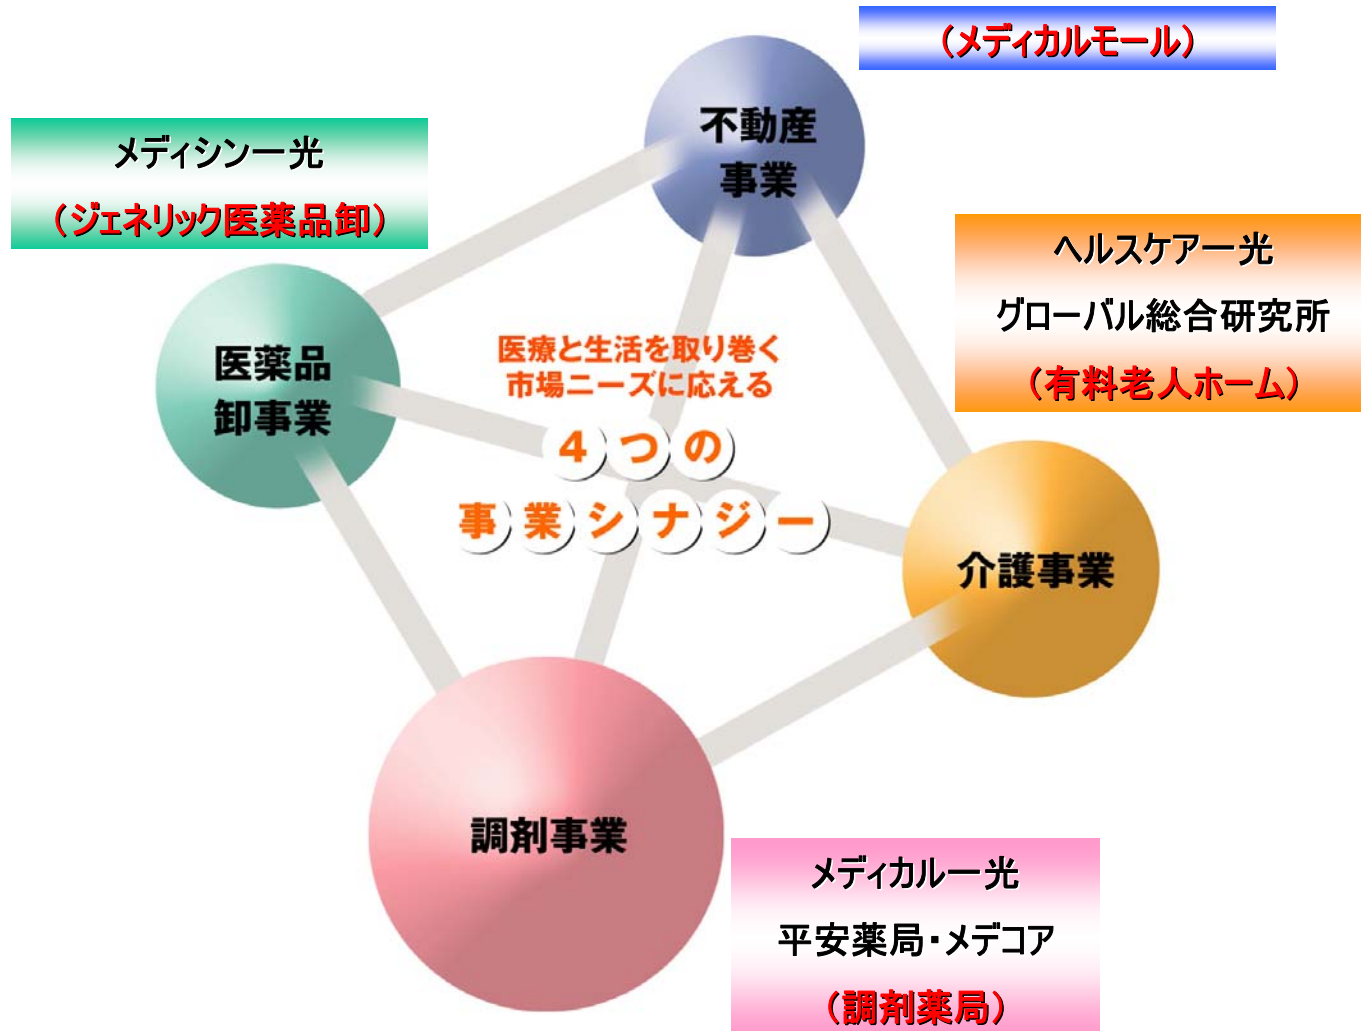 （メディカルモール）
不動産
事業
メディシン一光
（ジェネリック医薬品卸）
ヘルスケア一光
グローバル総合研究所
（有料老人ホーム）
医薬品
卸事業
医療と生活を取り巻く
市場ニーズに応える
4つの
事業シナジー
介護事業
調剤事業
メディカル一光
平安薬局・メデコア
（調剤薬局）